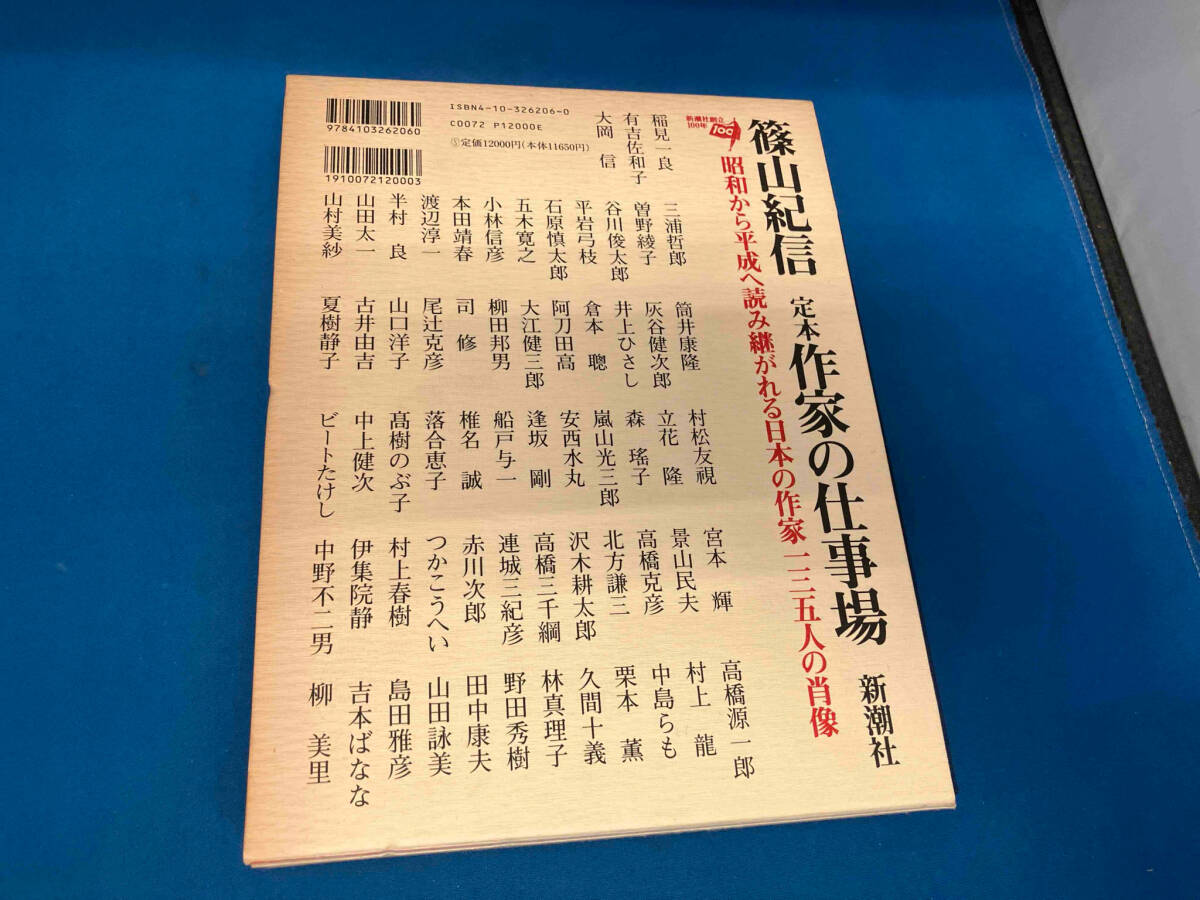 篠山紀信 定本 作家の仕事場 新潮社
新潮社創立
100年
100
昭和から平成へ読み継がれる日本の作家 一三五人の肖像
稲見一良
有吉佐和子
大岡 信
三浦哲郎
曽野綾子
谷川俊太郎
平岩弓枝
石原慎太郎
五木寛之
小林信彦
本田靖春
渡辺淳一
半村 良
山田太一
山村美紗
筒井康隆
灰谷健次郎
井上ひさし
倉本 聰
阿刀田高
大江健三郎
柳田邦男
司 修
尾辻克彦
山口洋子
古井由吉
夏樹静子
村松友視
立花 隆
森 瑤子
嵐山光三郎
安西水丸
逢坂 剛
船戸与一
椎名 誠
落合恵子
髙樹のぶ子
中上健次
ビートたけし
宮本 輝
景山民夫
高橋克彦
北方謙三
沢木耕太郎
高橋三千綱
連城三紀彦
赤川次郎
つかこうへい
村上春樹
伊集院静
中野不二男
高橋源一郎
村上 龍
中島らも
栗本 薫
久間十義
林真理子
野田秀樹
田中康夫
山田詠美
島田雅彦
吉本ばなな
柳 美里
ISBN4-10-326206-0
C0072 P12000E
⑤定価12000円(本体11650円)
9784103262060
1910072120003